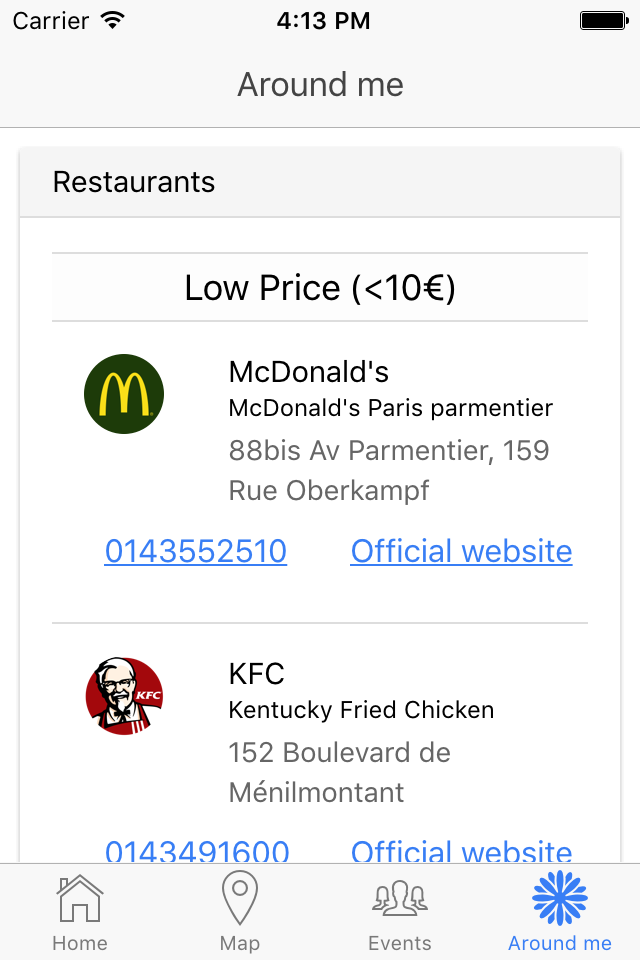 Carrier 4:13 PM
Around me
Restaurants
Low Price (<10€)
McDonald's
McDonald's Paris parmentier
88bis Av Parmentier, 159
Rue Oberkampf
0143552510 Official website
KFC
KFC
Kentucky Fried Chicken
152 Boulevard de
Ménilmontant
0143491600 Official website
Home Map Events Around me